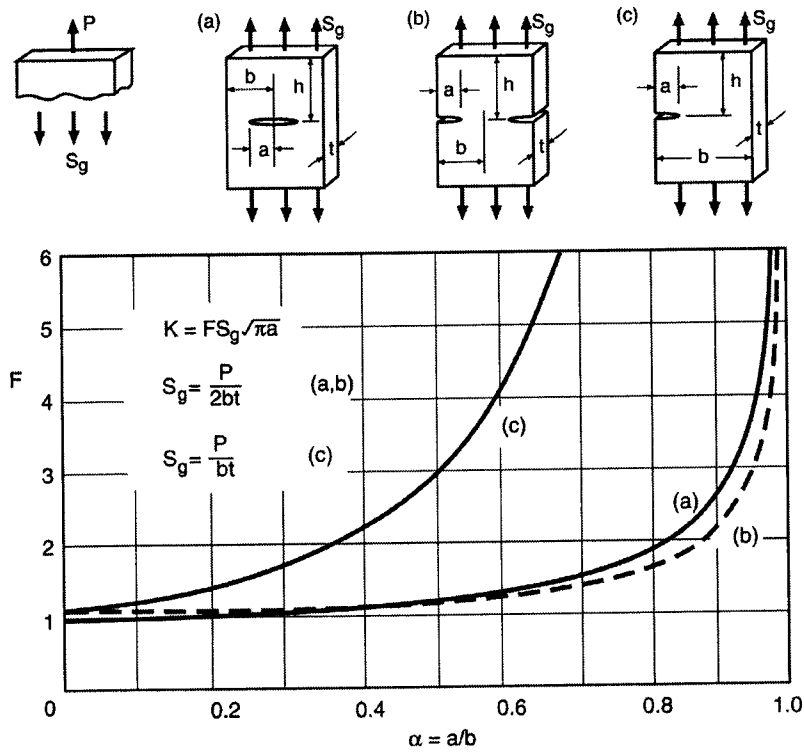 P
S_g
(a)
S_g
b
h
a
t
(b)
S_g
a
h
b
t
(c)
S_g
a
h
b
t
6
5
4
3
2
1
0
F
K = FS_g√πa
S_g = P/2bt (a,b)
S_g = P/bt (c)
(c)
(a)
(b)
0.2
0.4
0.6
0.8
1.0
α = a/b